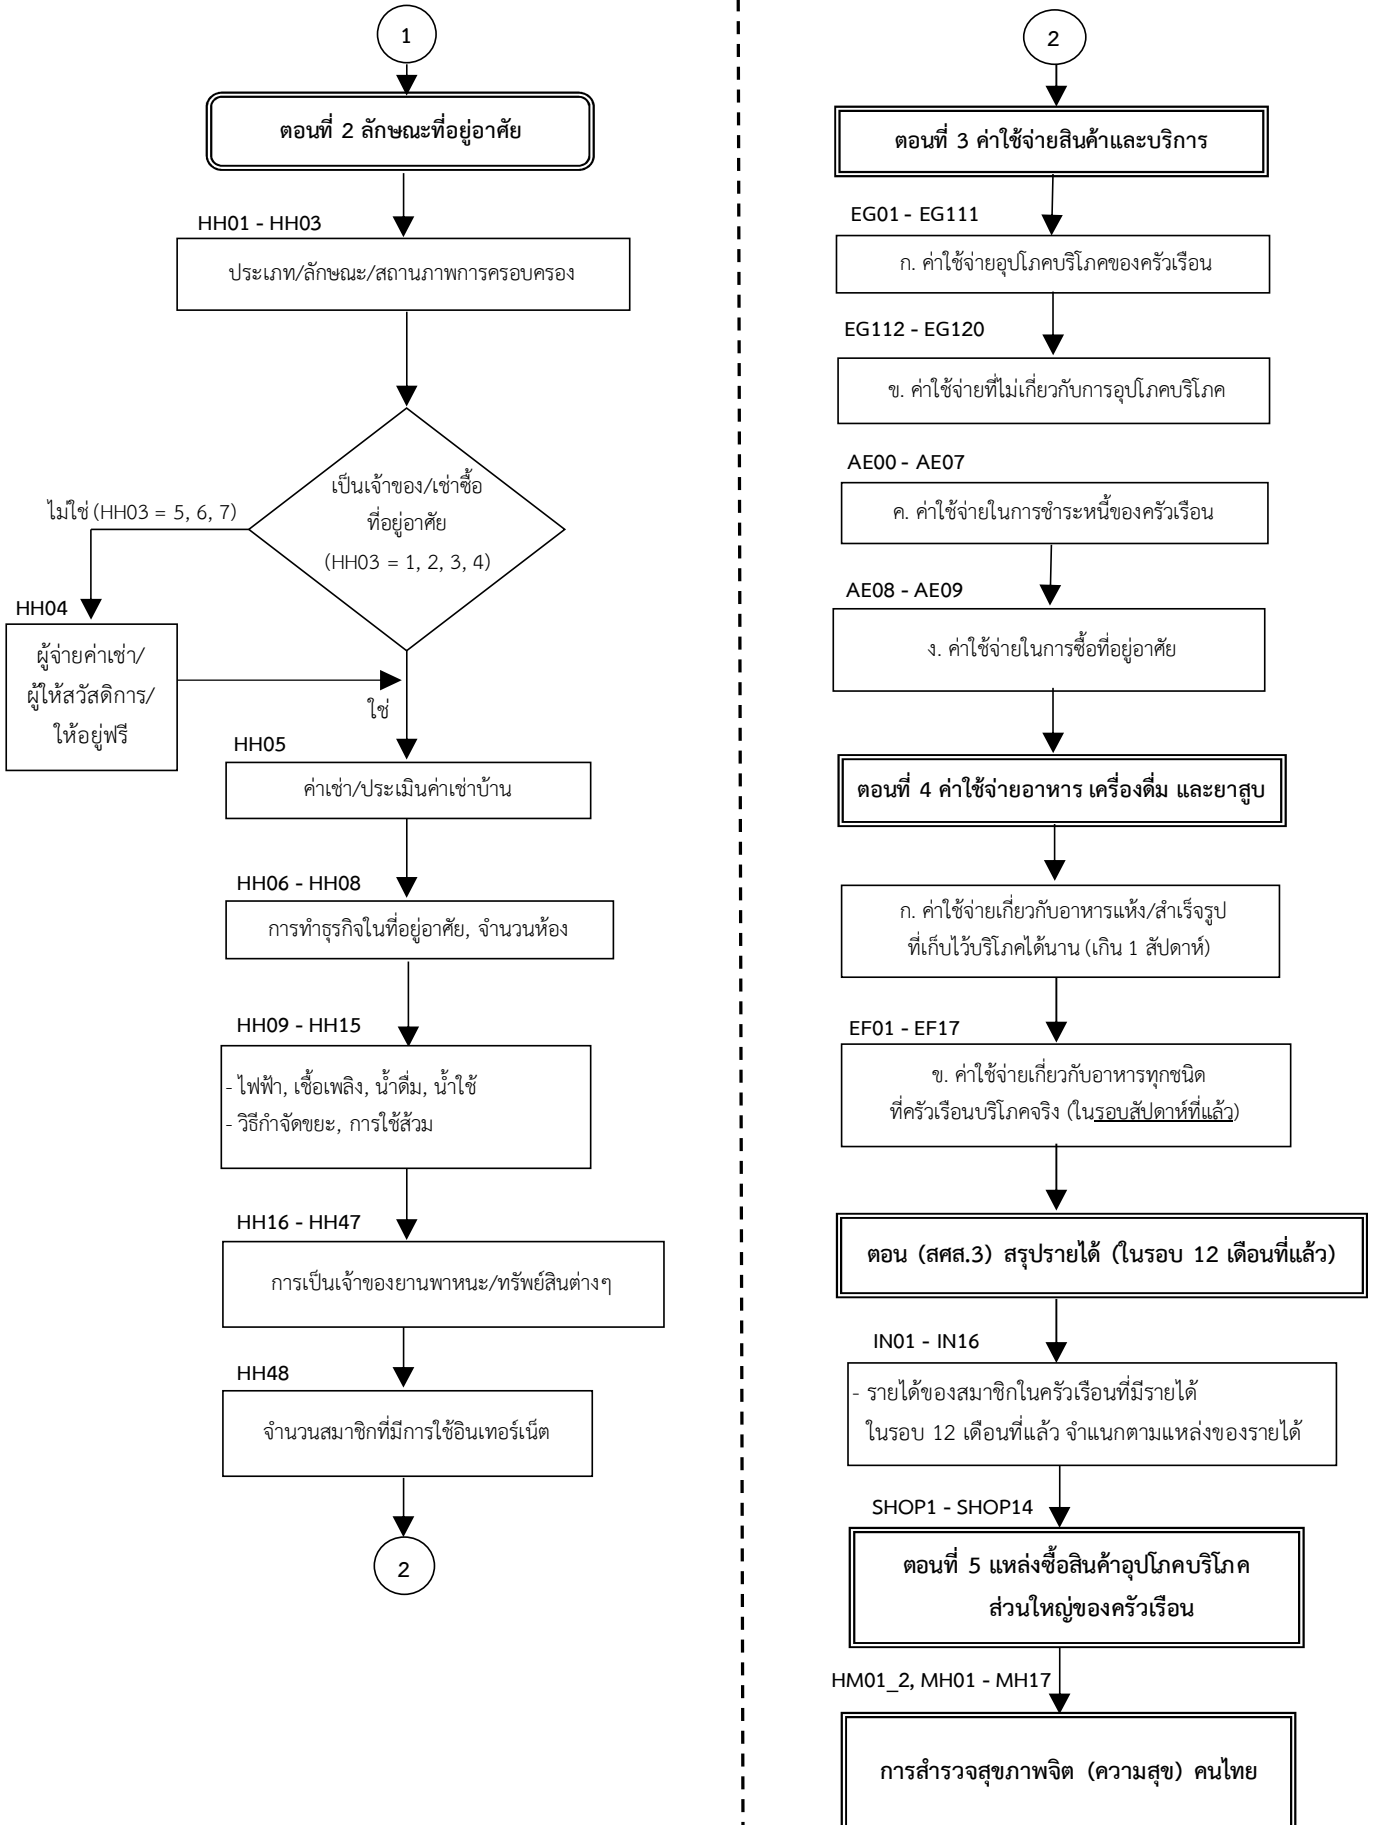 1
ตอนที่ 2 ลักษณะที่อยู่อาศัย
HH01 - HH03
ประเภท/ลักษณะ/สถานภาพการครอบครอง
เป็นเจ้าของ/เช่าซื้อ
ที่อยู่อาศัย
(HH03 = 1, 2, 3, 4)
ไม่ใช่ (HH03 = 5, 6, 7)
HH04
ผู้จ่ายค่าเช่า/
ผู้ให้สวัสดิการ/
ให้อยู่ฟรี
ใช่
HH05
ค่าเช่า/ประเมินค่าเช่าบ้าน
HH06 - HH08
การทำธุรกิจในที่อยู่อาศัย, จำนวนห้อง
HH09 - HH15
- ไฟฟ้า, เชื้อเพลิง, น้ำดื่ม, น้ำใช้
- วิธีกำจัดขยะ, การใช้ส้วม
HH16 - HH47
การเป็นเจ้าของยานพาหนะ/ทรัพย์สินต่างๆ
HH48
จำนวนสมาชิกที่มีการใช้อินเทอร์เน็ต
2
2
ตอนที่ 3 ค่าใช้จ่ายสินค้าและบริการ
EG01 - EG111
ก. ค่าใช้จ่ายอุปโภคบริโภคของครัวเรือน
EG112 - EG120
ข. ค่าใช้จ่ายที่ไม่เกี่ยวกับการอุปโภคบริโภค
AE00 - AE07
ค. ค่าใช้จ่ายในการชำระหนี้ของครัวเรือน
AE08 - AE09
ง. ค่าใช้จ่ายในการซื้อที่อยู่อาศัย
ตอนที่ 4 ค่าใช้จ่ายอาหาร เครื่องดื่ม และยาสูบ
ก. ค่าใช้จ่ายเกี่ยวกับอาหารแห้ง/สำเร็จรูป
ที่เก็บไว้บริโภคได้นาน (เกิน 1 สัปดาห์)
EF01 - EF17
ข. ค่าใช้จ่ายเกี่ยวกับอาหารทุกชนิด
ที่ครัวเรือนบริโภคจริง (ในรอบสัปดาห์ที่แล้ว)
ตอน (สศส.3) สรุปรายได้ (ในรอบ 12 เดือนที่แล้ว)
IN01 - IN16
- รายได้ของสมาชิกในครัวเรือนที่มีรายได้
ในรอบ 12 เดือนที่แล้ว จำแนกตามแหล่งของรายได้
SHOP1 - SHOP14
ตอนที่ 5 แหล่งซื้อสินค้าอุปโภคบริโภค
ส่วนใหญ่ของครัวเรือน
HM01_2, MH01 - MH17
การสำรวจสุขภาพจิต (ความสุข) คนไทย